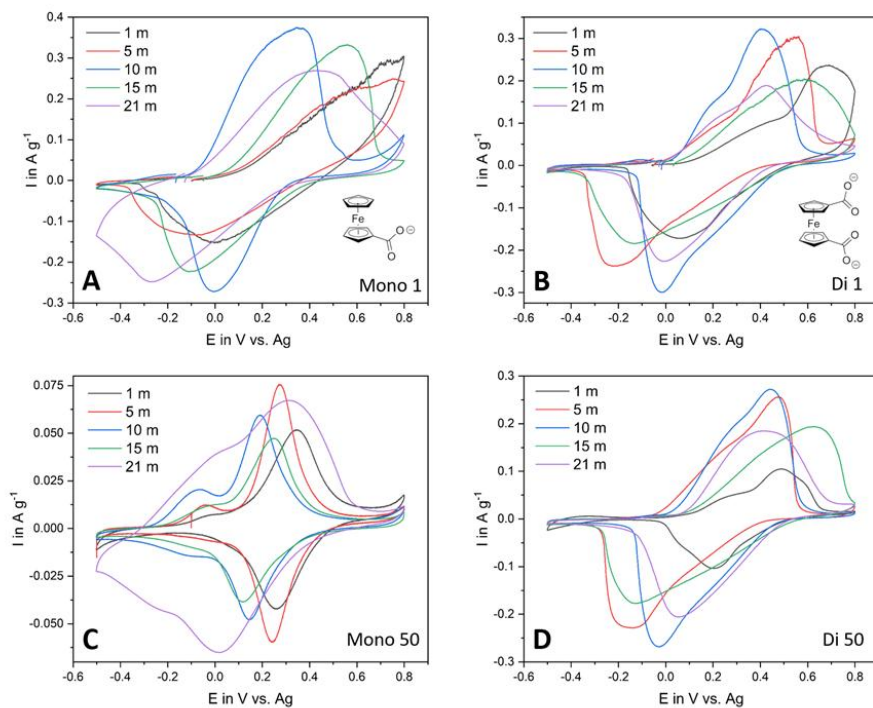 1 m
5 m
10 m
15 m
21 m
I in A g⁻¹
0.4
0.3
0.2
0.1
0.0
-0.1
-0.2
-0.3
-0.6 -0.4 -0.2 0.0 0.2 0.4 0.6 0.8
E in V vs. Ag
A
Fe
O⊖
O
Mono 1
1 m
5 m
10 m
15 m
21 m
I in A g⁻¹
0.4
0.3
0.2
0.1
0.0
-0.1
-0.2
-0.3
-0.6 -0.4 -0.2 0.0 0.2 0.4 0.6 0.8
E in V vs. Ag
B
O⊖
O
Fe
O
O⊖
Di 1
1 m
5 m
10 m
15 m
21 m
I in A g⁻¹
0.075
0.050
0.025
0.000
-0.025
-0.050
-0.6 -0.4 -0.2 0.0 0.2 0.4 0.6 0.8
E in V vs. Ag
C
Mono 50
1 m
5 m
10 m
15 m
21 m
I in A g⁻¹
0.3
0.2
0.1
0.0
-0.1
-0.2
-0.3
-0.6 -0.4 -0.2 0.0 0.2 0.4 0.6 0.8
E in V vs. Ag
D
Di 50